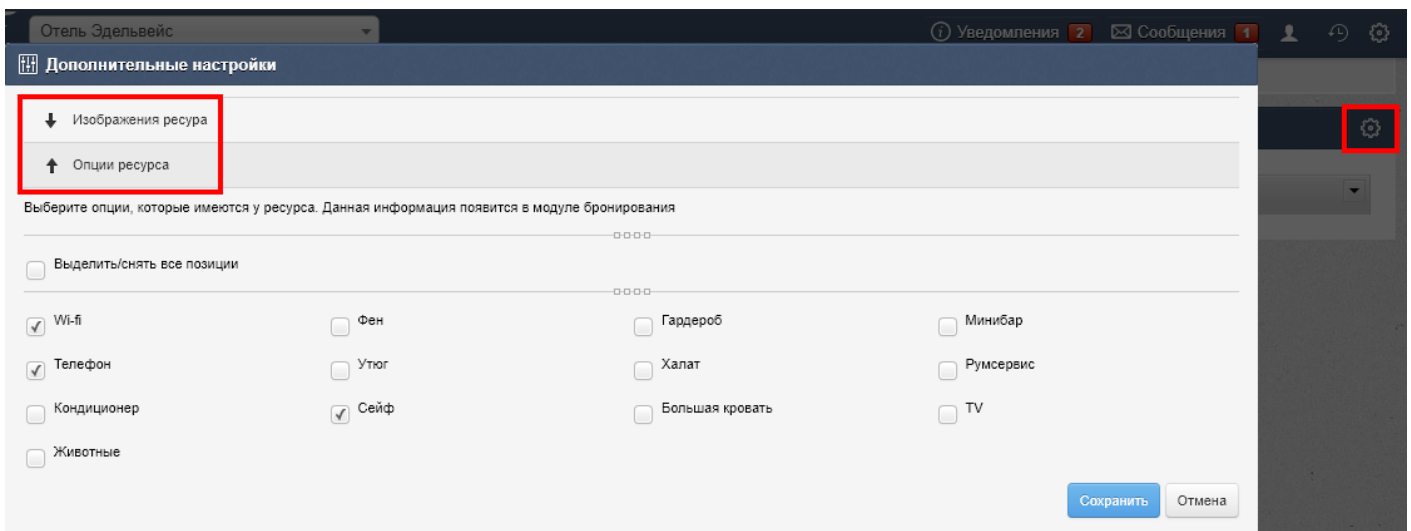 Отель Эдельвейс Уведомления 2 Сообщения 1
Дополнительные настройки
Изображения ресура
Опции ресурса
Выберите опции, которые имеются у ресурса. Данная информация появится в модуле бронирования
Выделить/снять все позиции
Wi-fi Фен Гардероб Минибар
Телефон Утюг Халат Румсервис
Кондиционер Сейф Большая кровать TV
Животные
Сохранить Отмена